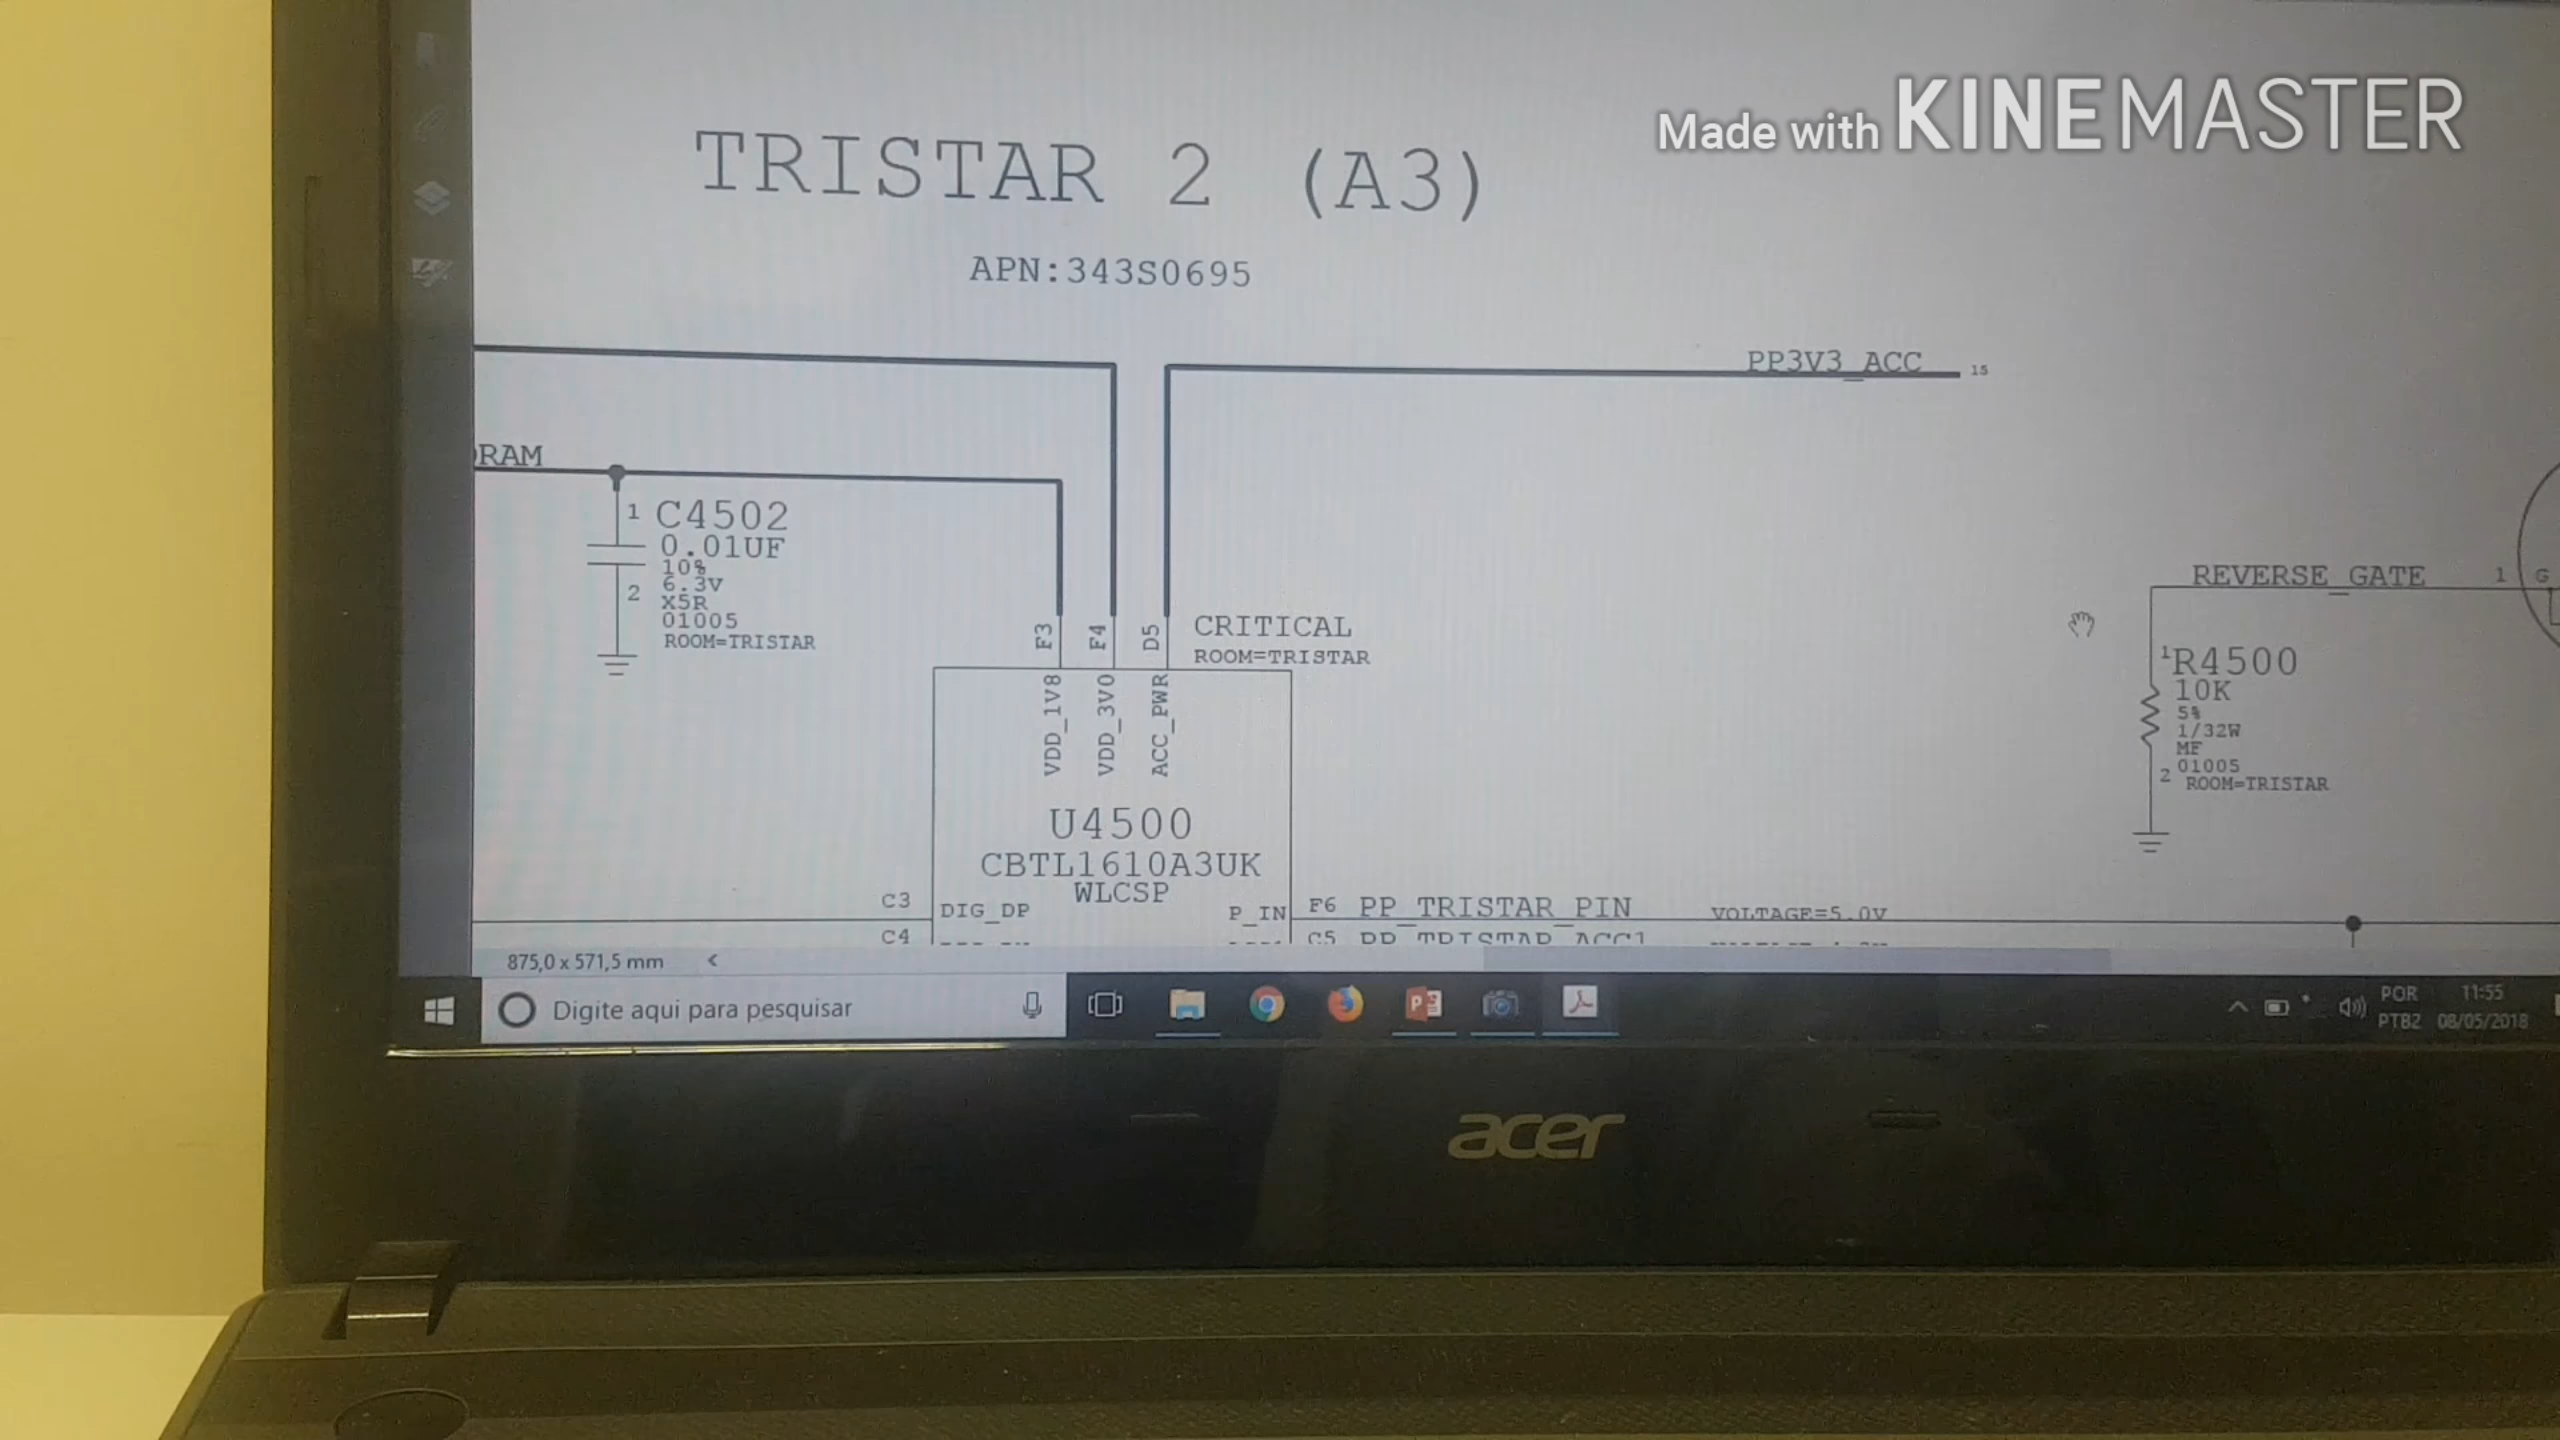 Made with KINEMASTER
TRISTAR 2 (A3)
APN:343S0695
PP3V3_ACC 15
RAM
1 C4502
0.01UF
10%
6.3V
2 X5R
01005
ROOM=TRISTAR
F3 F4 D5
CRITICAL
ROOM=TRISTAR
VDD_1V8 VDD_3V0 ACC_PWR
REVERSE_GATE 1 G
1 R4500
10K
5%
1/32W
MF
2 01005
ROOM=TRISTAR
U4500
CBTL1610A3UK
WLCSP
C3 DIG_DP P_IN F6 PP_TRISTAR_PIN VOLTAGE=5.0V
C4 C5 PP_TRISTAR_ACC1
875,0 x 571,5 mm <
Digite aqui para pesquisar
POR 11:55
PTB2 08/05/2018
acer